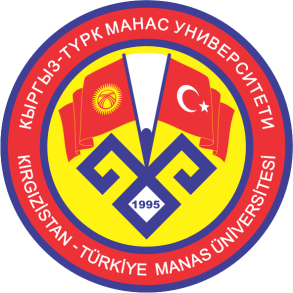 КЫРГЫЗ-ТҮРК МАНАС УНИВЕРСИТЕТИ
1995
KIRGIZİSTAN - TÜRKİYE MANAS ÜNİVERSİTESİ